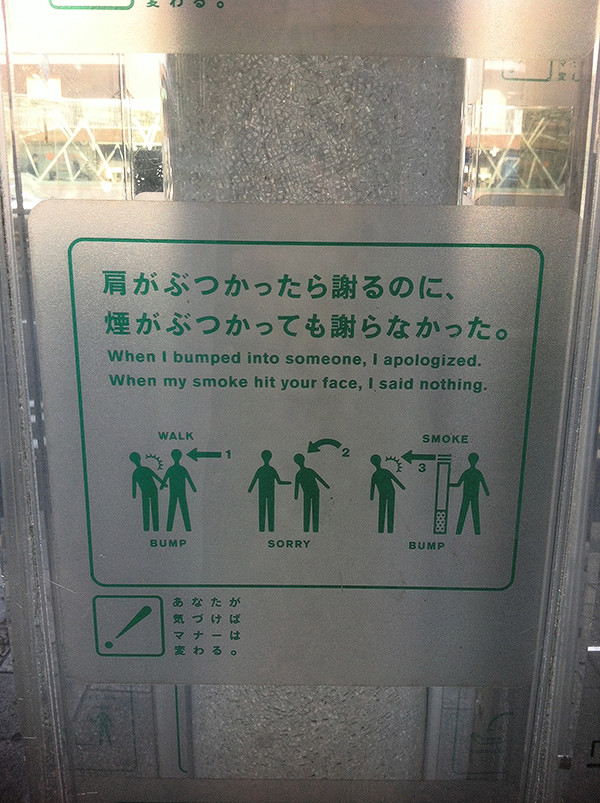 変わる。
肩がぶつかったら謝るのに、
煙がぶつかっても謝らなかった。
When I bumped into someone, I apologized.
When my smoke hit your face, I said nothing.
WALK
1
BUMP
2
SORRY
SMOKE
3
BUMP
あなたが
気づけば
マナーは
変わる。